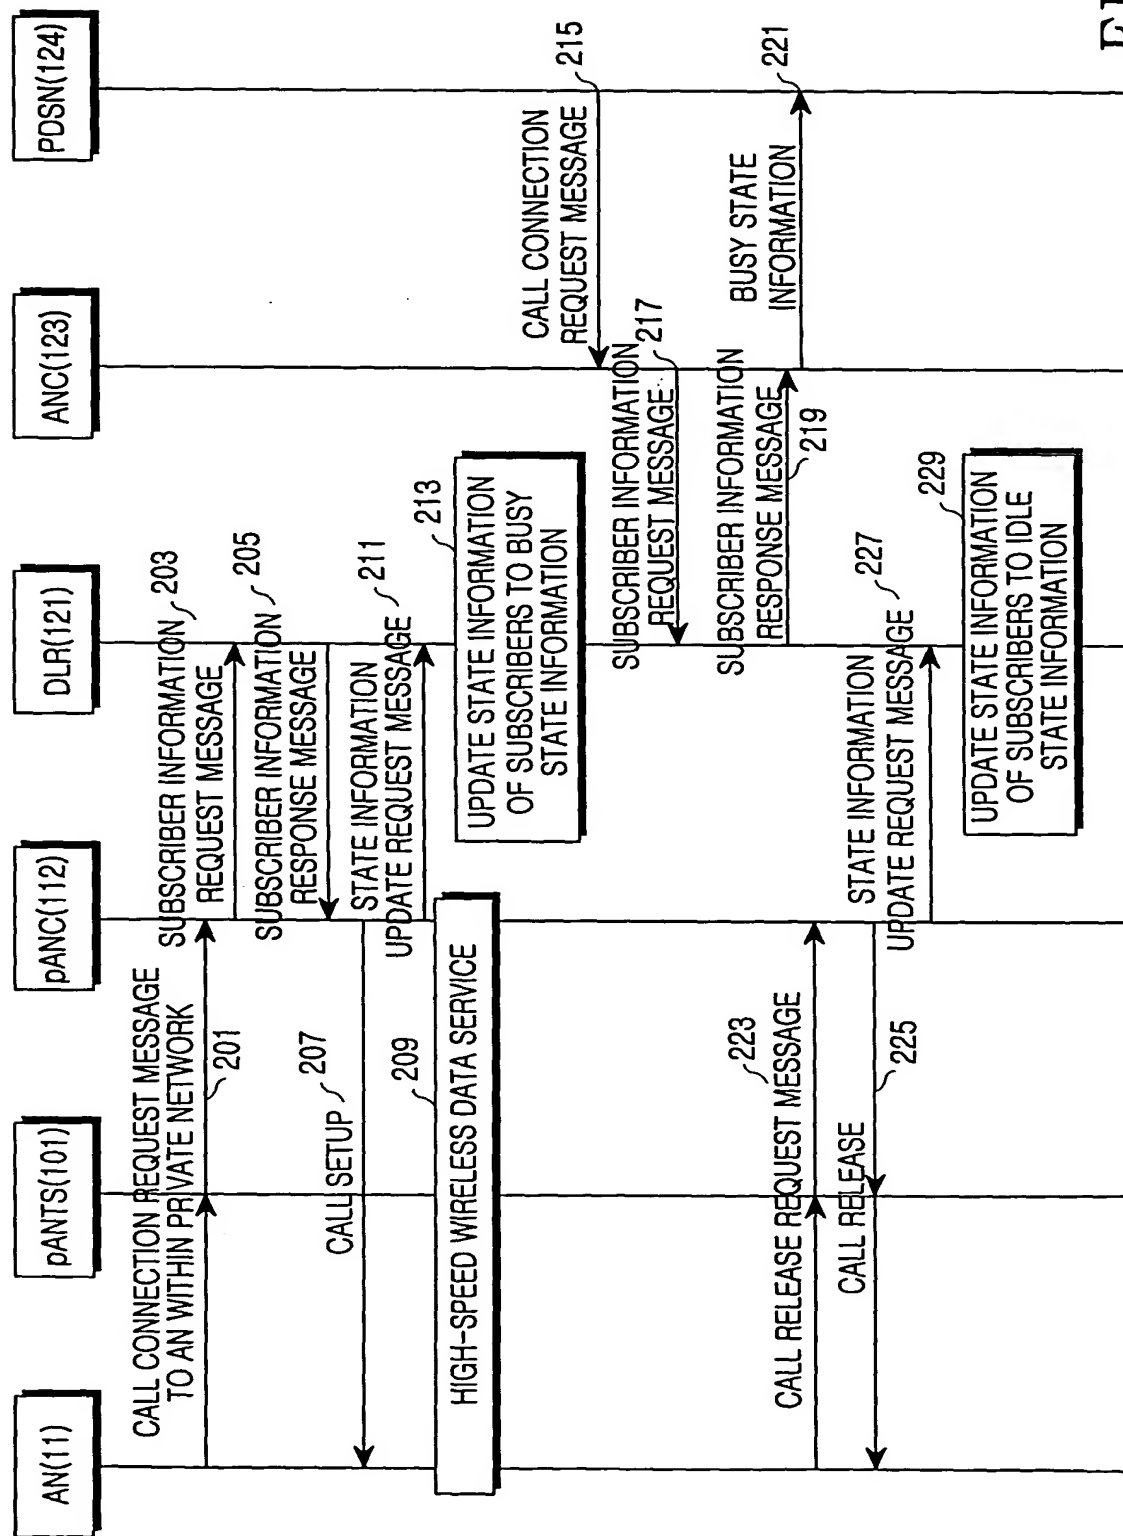 AN(11)
pANTS(101)
pANC(112)
DLR(121)
ANC(123)
PDSN(124)
CALL CONNECTION REQUEST MESSAGE
TO AN WITHIN PRIVATE NETWORK
201
SUBSCRIBER INFORMATION
REQUEST MESSAGE
203
SUBSCRIBER INFORMATION
RESPONSE MESSAGE
205
CALL SETUP
207
STATE INFORMATION
UPDATE REQUEST MESSAGE
211
209
HIGH-SPEED WIRELESS DATA SERVICE
213
UPDATE STATE INFORMATION
OF SUBSCRIBERS TO BUSY
STATE INFORMATION
CALL CONNECTION
REQUEST MESSAGE
215
SUBSCRIBER INFORMATION
REQUEST MESSAGE
217
SUBSCRIBER INFORMATION
RESPONSE MESSAGE
219
BUSY STATE
INFORMATION
221
CALL RELEASE REQUEST MESSAGE
223
CALL RELEASE
225
STATE INFORMATION
UPDATE REQUEST MESSAGE
227
229
UPDATE STATE INFORMATION
OF SUBSCRIBERS TO IDLE
STATE INFORMATION